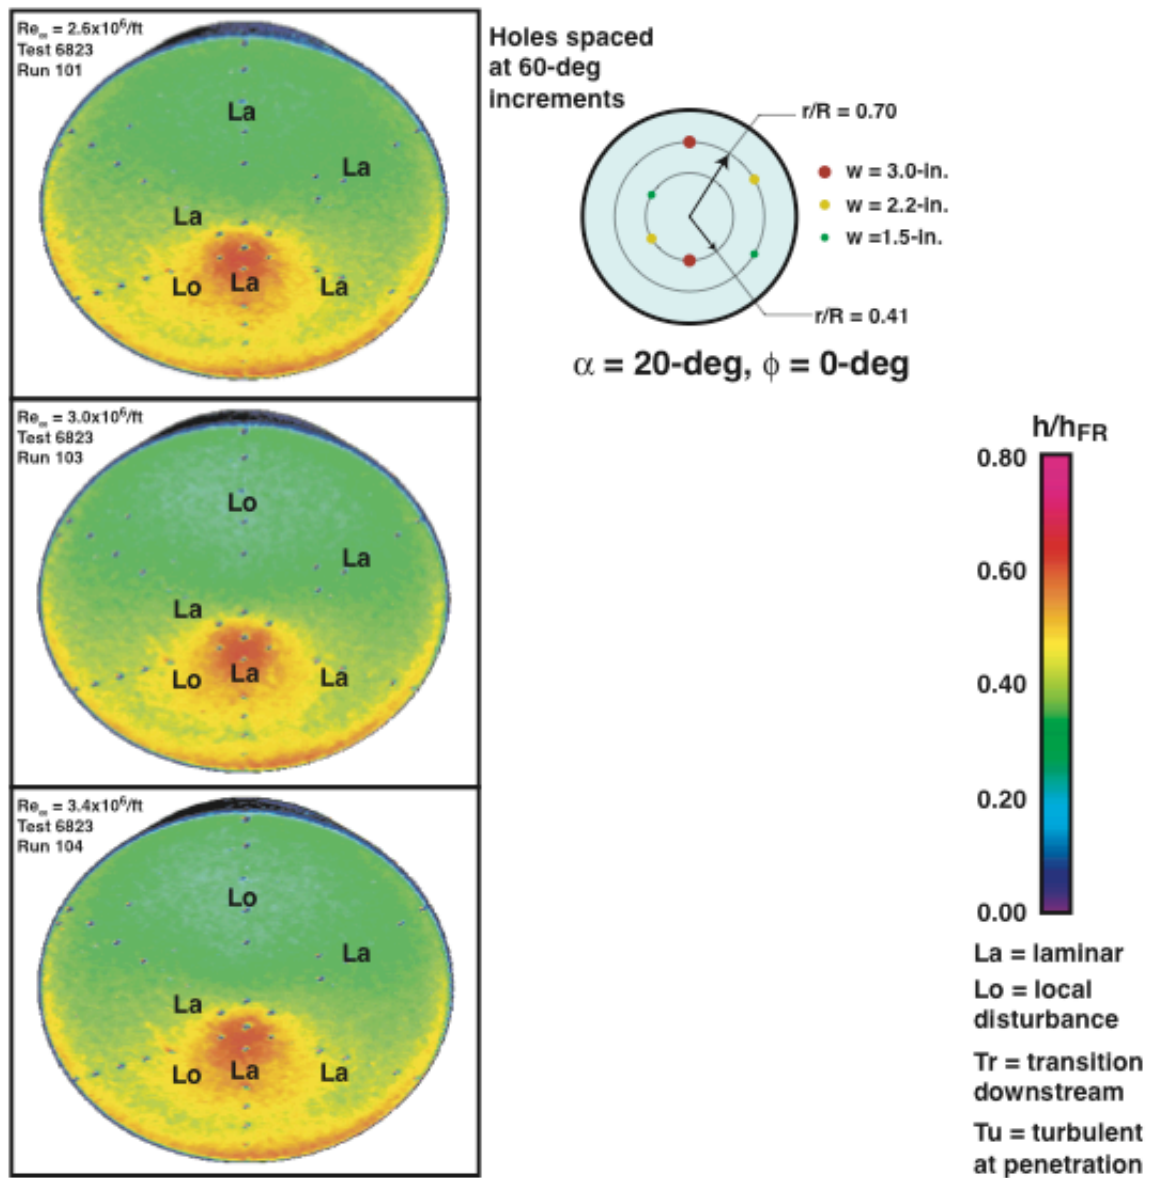 Re∞ = 2.6x10⁶/ft
Test 6823
Run 101
La
La
La
Lo
La
La
Holes spaced
at 60-deg
increments
r/R = 0.70
w = 3.0-in.
w = 2.2-in.
w =1.5-in.
r/R = 0.41
α = 20-deg, ϕ = 0-deg
Re∞ = 3.0x10⁶/ft
Test 6823
Run 103
Lo
La
La
Lo
La
La
Re∞ = 3.4x10⁶/ft
Test 6823
Run 104
Lo
La
La
Lo
La
La
h/hFR
0.80
0.60
0.40
0.20
0.00
La = laminar
Lo = local
disturbance
Tr = transition
downstream
Tu = turbulent
at penetration